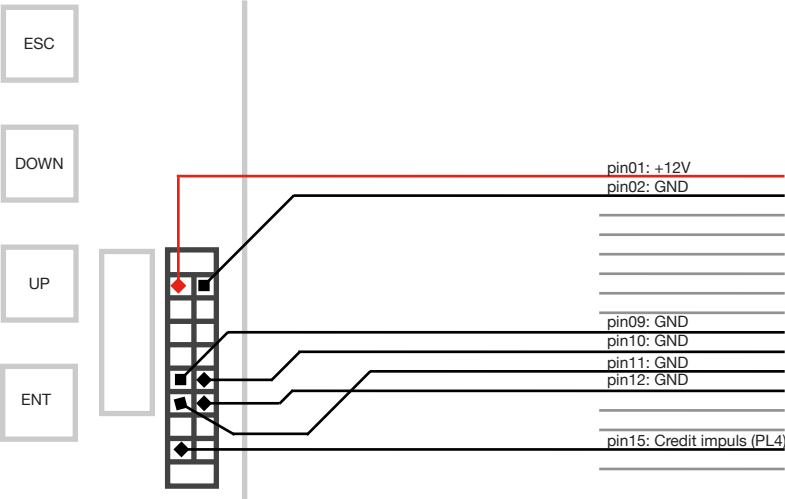 ESC
DOWN
UP
ENT
pin01: +12V
pin02: GND
pin09: GND
pin10: GND
pin11: GND
pin12: GND
pin15: Credit impuls (PL4)